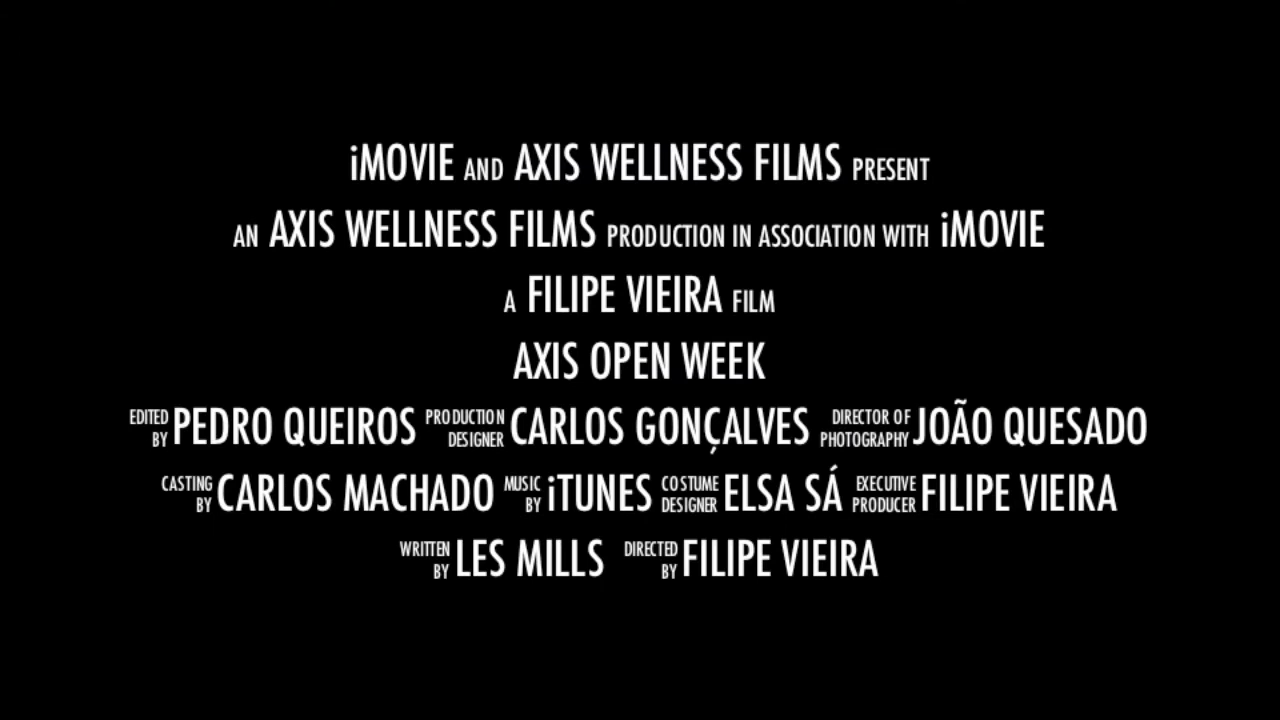 iMOVIE AND AXIS WELLNESS FILMS PRESENT
AN AXIS WELLNESS FILMS PRODUCTION IN ASSOCIATION WITH iMOVIE
A FILIPE VIEIRA FILM
AXIS OPEN WEEK
EDITED BY PEDRO QUEIROS PRODUCTION DESIGNER CARLOS GONÇALVES DIRECTOR OF PHOTOGRAPHY JOÃO QUESADO
CASTING BY CARLOS MACHADO MUSIC BY iTUNES COSTUME DESIGNER ELSA SÁ EXECUTIVE PRODUCER FILIPE VIEIRA
WRITTEN BY LES MILLS DIRECTED BY FILIPE VIEIRA